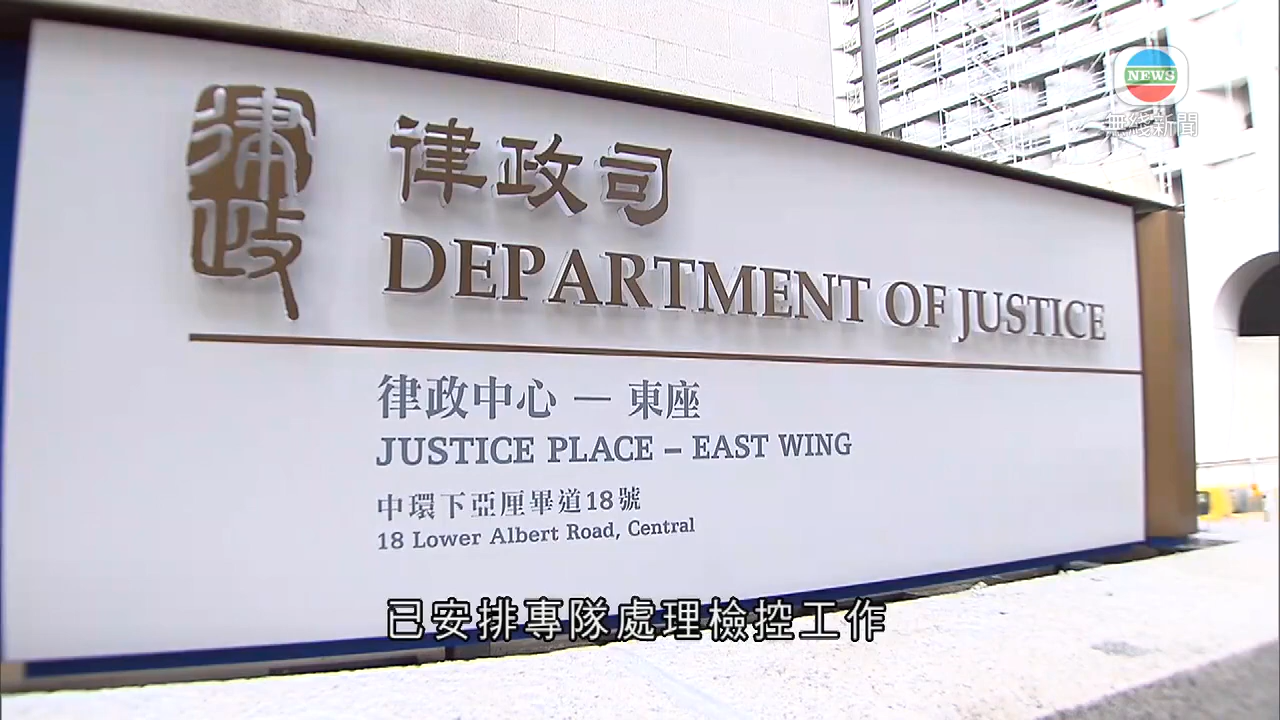 NEWS
無綫新聞
律政
律政司
DEPARTMENT OF JUSTICE
律政中心 — 東座
JUSTICE PLACE – EAST WING
中環下亞厘畢道18號
18 Lower Albert Road, Central
已安排專隊處理檢控工作